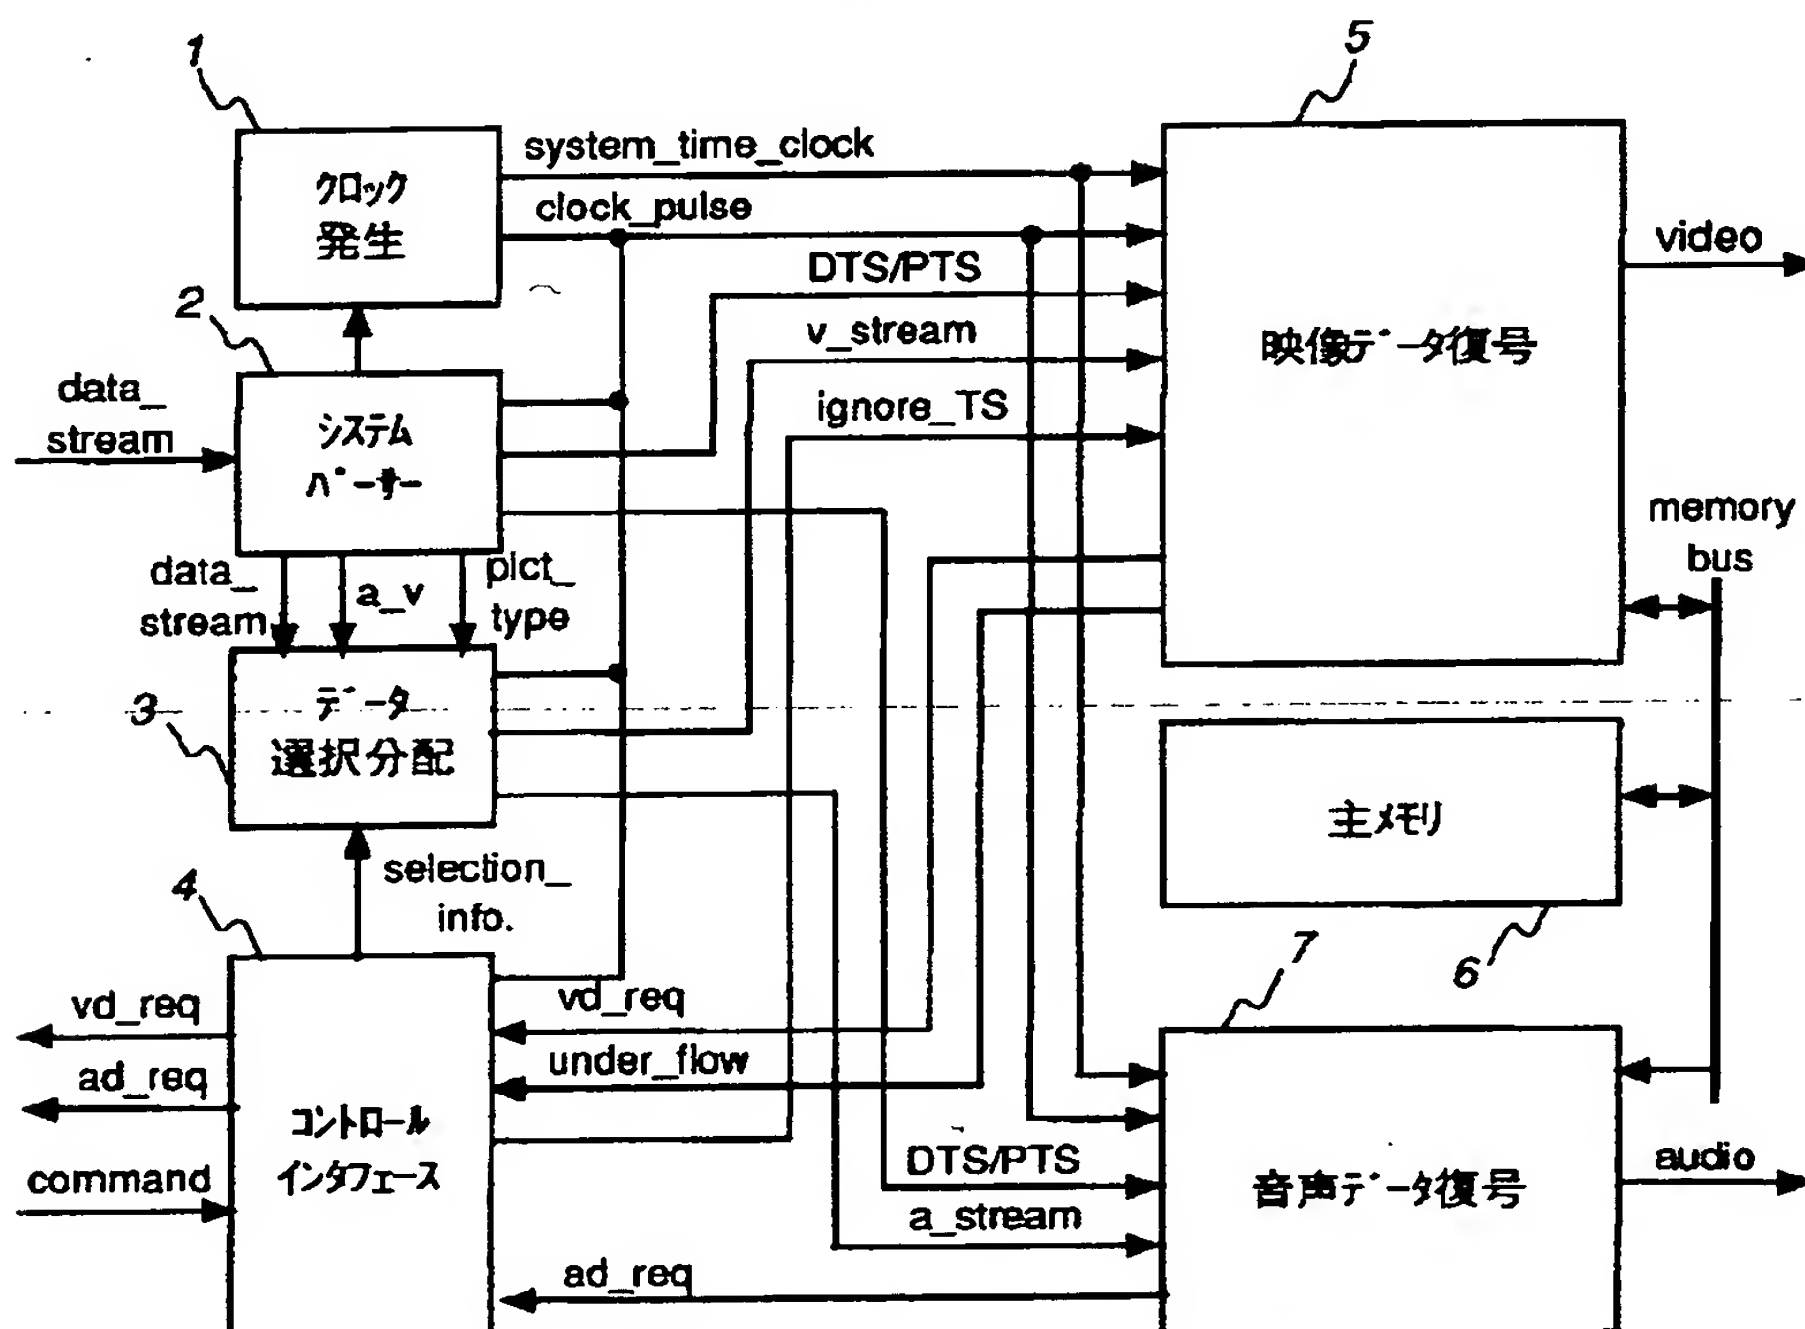 1
5
system_time_clock
クロック
発生
clock_pulse
video
DTS/PTS
2
v_stream
映像データ復号
data_
stream
システム
パーサー
ignore_TS
memory
bus
data_
stream
a_v
pict_
type
3
データ
選択分配
主メモリ
selection_
info.
4
7
6
vd_req
vd_req
ad_req
under_flow
コントロール
インタフェース
command
DTS/PTS
音声データ復号
audio
a_stream
ad_req